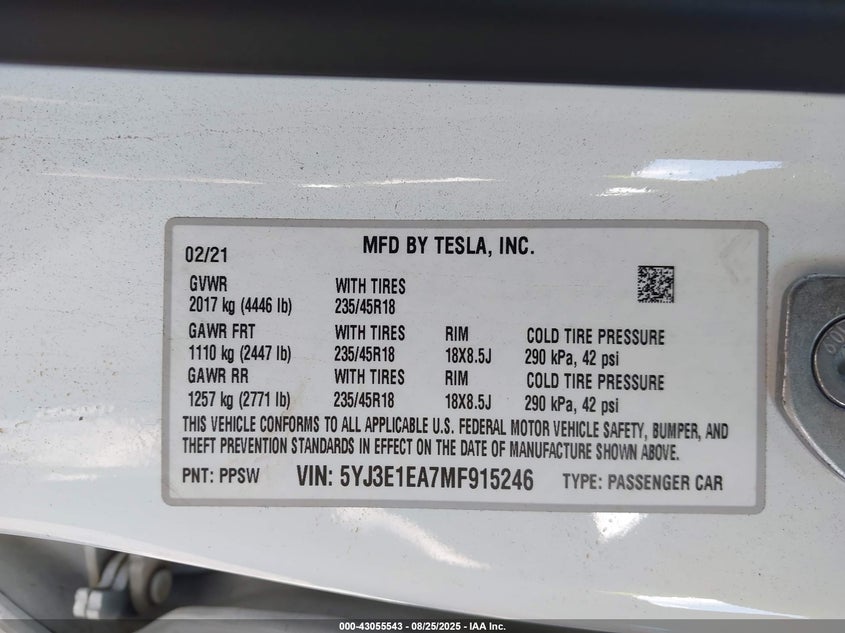 02/21 MFD BY TESLA, INC.
GVWR WITH TIRES
2017 kg (4446 lb) 235/45R18
GAWR FRT WITH TIRES RIM COLD TIRE PRESSURE
1110 kg (2447 lb) 235/45R18 18X8.5J 290 kPa, 42 psi
GAWR RR WITH TIRES RIM COLD TIRE PRESSURE
1257 kg (2771 lb) 235/45R18 18X8.5J 290 kPa, 42 psi
THIS VEHICLE CONFORMS TO ALL APPLICABLE U.S. FEDERAL MOTOR VEHICLE SAFETY, BUMPER, AND
THEFT PREVENTION STANDARDS IN EFFECT ON THE DATE OF MANUFACTURE SHOWN ABOVE.
PNT: PPSW VIN: 5YJ3E1EA7MF915246 TYPE: PASSENGER CAR
000-43055543 - 08/25/2025 - IAA Inc.